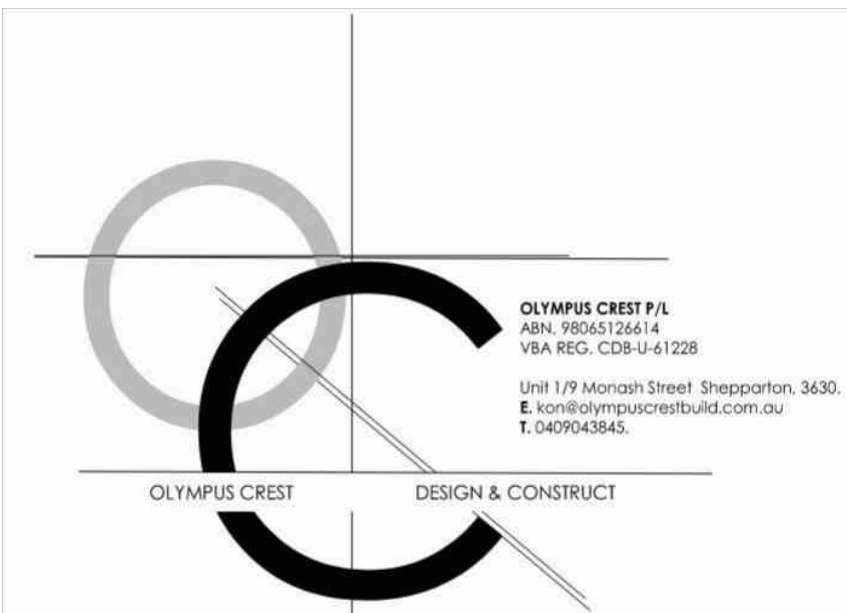 OLYMPUS CREST P/L
ABN. 98065126614
VBA REG. CDB-U-61228
Unit 1/9 Monash Street Shepparton, 3630.
E. kon@olympuscrestbuild.com.au
T. 0409043845.
OLYMPUS CREST DESIGN & CONSTRUCT